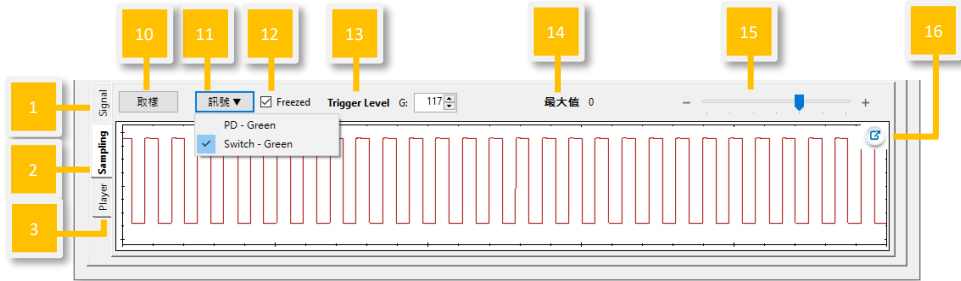 10 11 12 13 14 15 16
1 Signal 取樣 訊號▼ Freezed Trigger Level G: 117 最大值 0 − +
PD - Green
Switch - Green
2 Sampling
3 Player